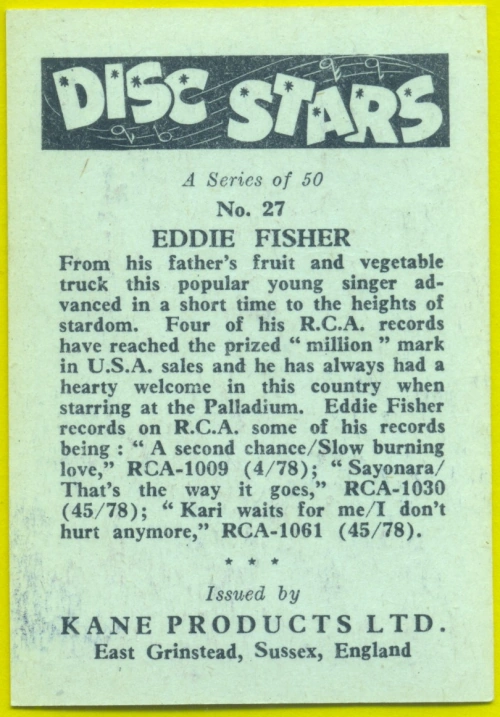 DISC STARS
A Series of 50
No. 27
EDDIE FISHER
From his father's fruit and vegetable
truck this popular young singer ad-
vanced in a short time to the heights of
stardom. Four of his R.C.A. records
have reached the prized " million " mark
in U.S.A. sales and he has always had a
hearty welcome in this country when
starring at the Palladium. Eddie Fisher
records on R.C.A. some of his records
being : " A second chance/Slow burning
love," RCA-1009 (4/78); " Sayonara/
That's the way it goes," RCA-1030
(45/78); " Kari waits for me/I don't
hurt anymore," RCA-1061 (45/78).
* * *
Issued by
KANE PRODUCTS LTD.
East Grinstead, Sussex, England